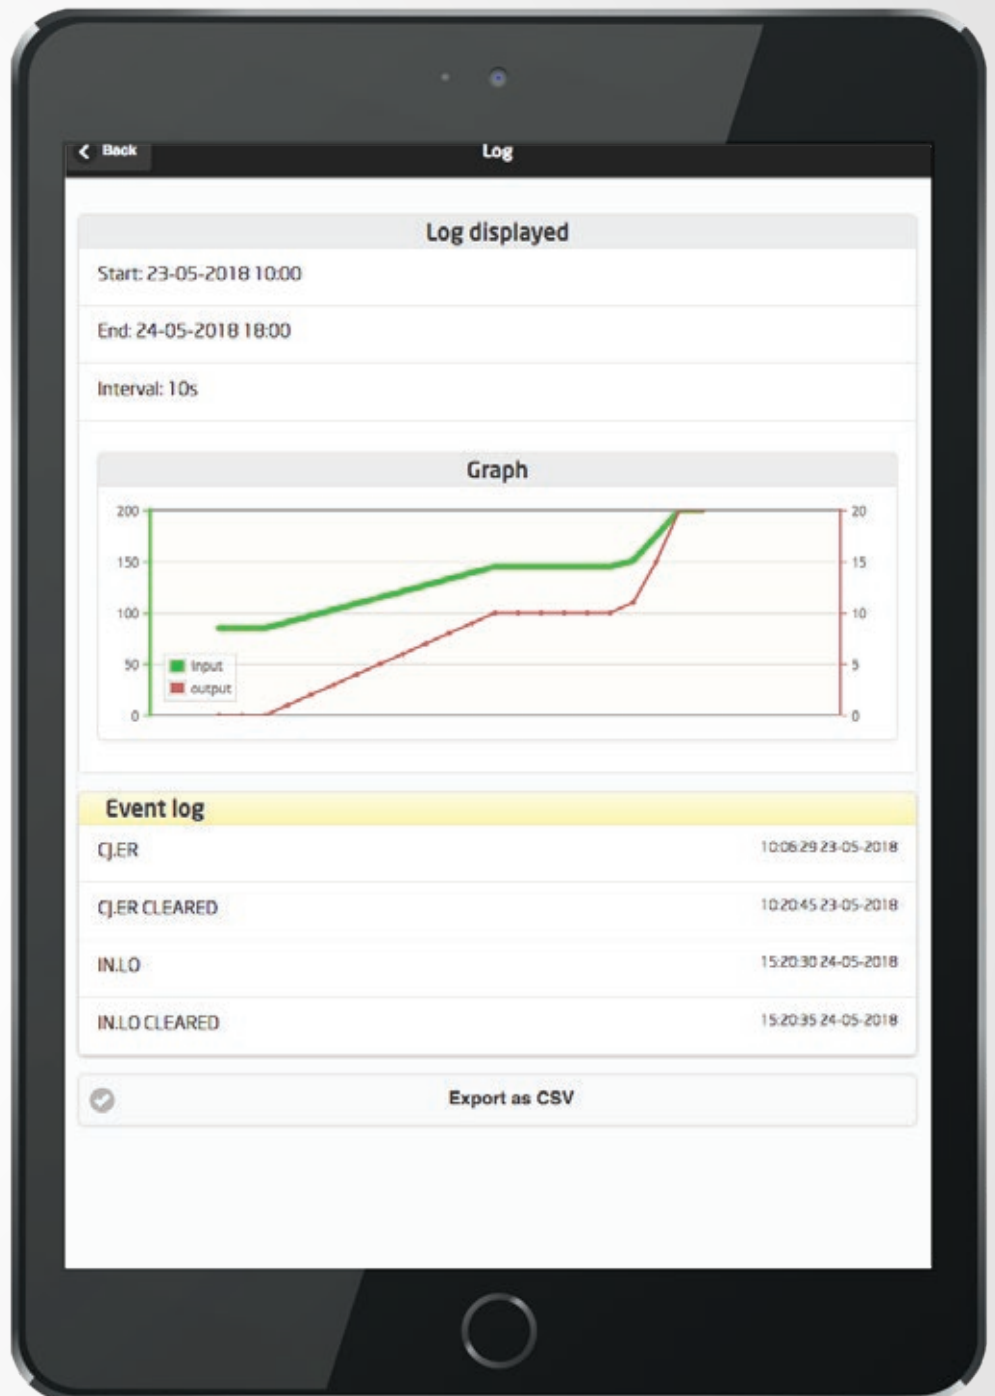 Back
Log
Log displayed
Start: 23-05-2018 10:00
End: 24-05-2018 18:00
Interval: 10s
Graph
200
20
150
15
100
10
50
5
0
0
Input
output
Event log
CJ.ER
10:06:29 23-05-2018
CJ.ER CLEARED
10:20:45 23-05-2018
IN.LO
15:20:30 24-05-2018
IN.LO CLEARED
15:20:35 24-05-2018
Export as CSV